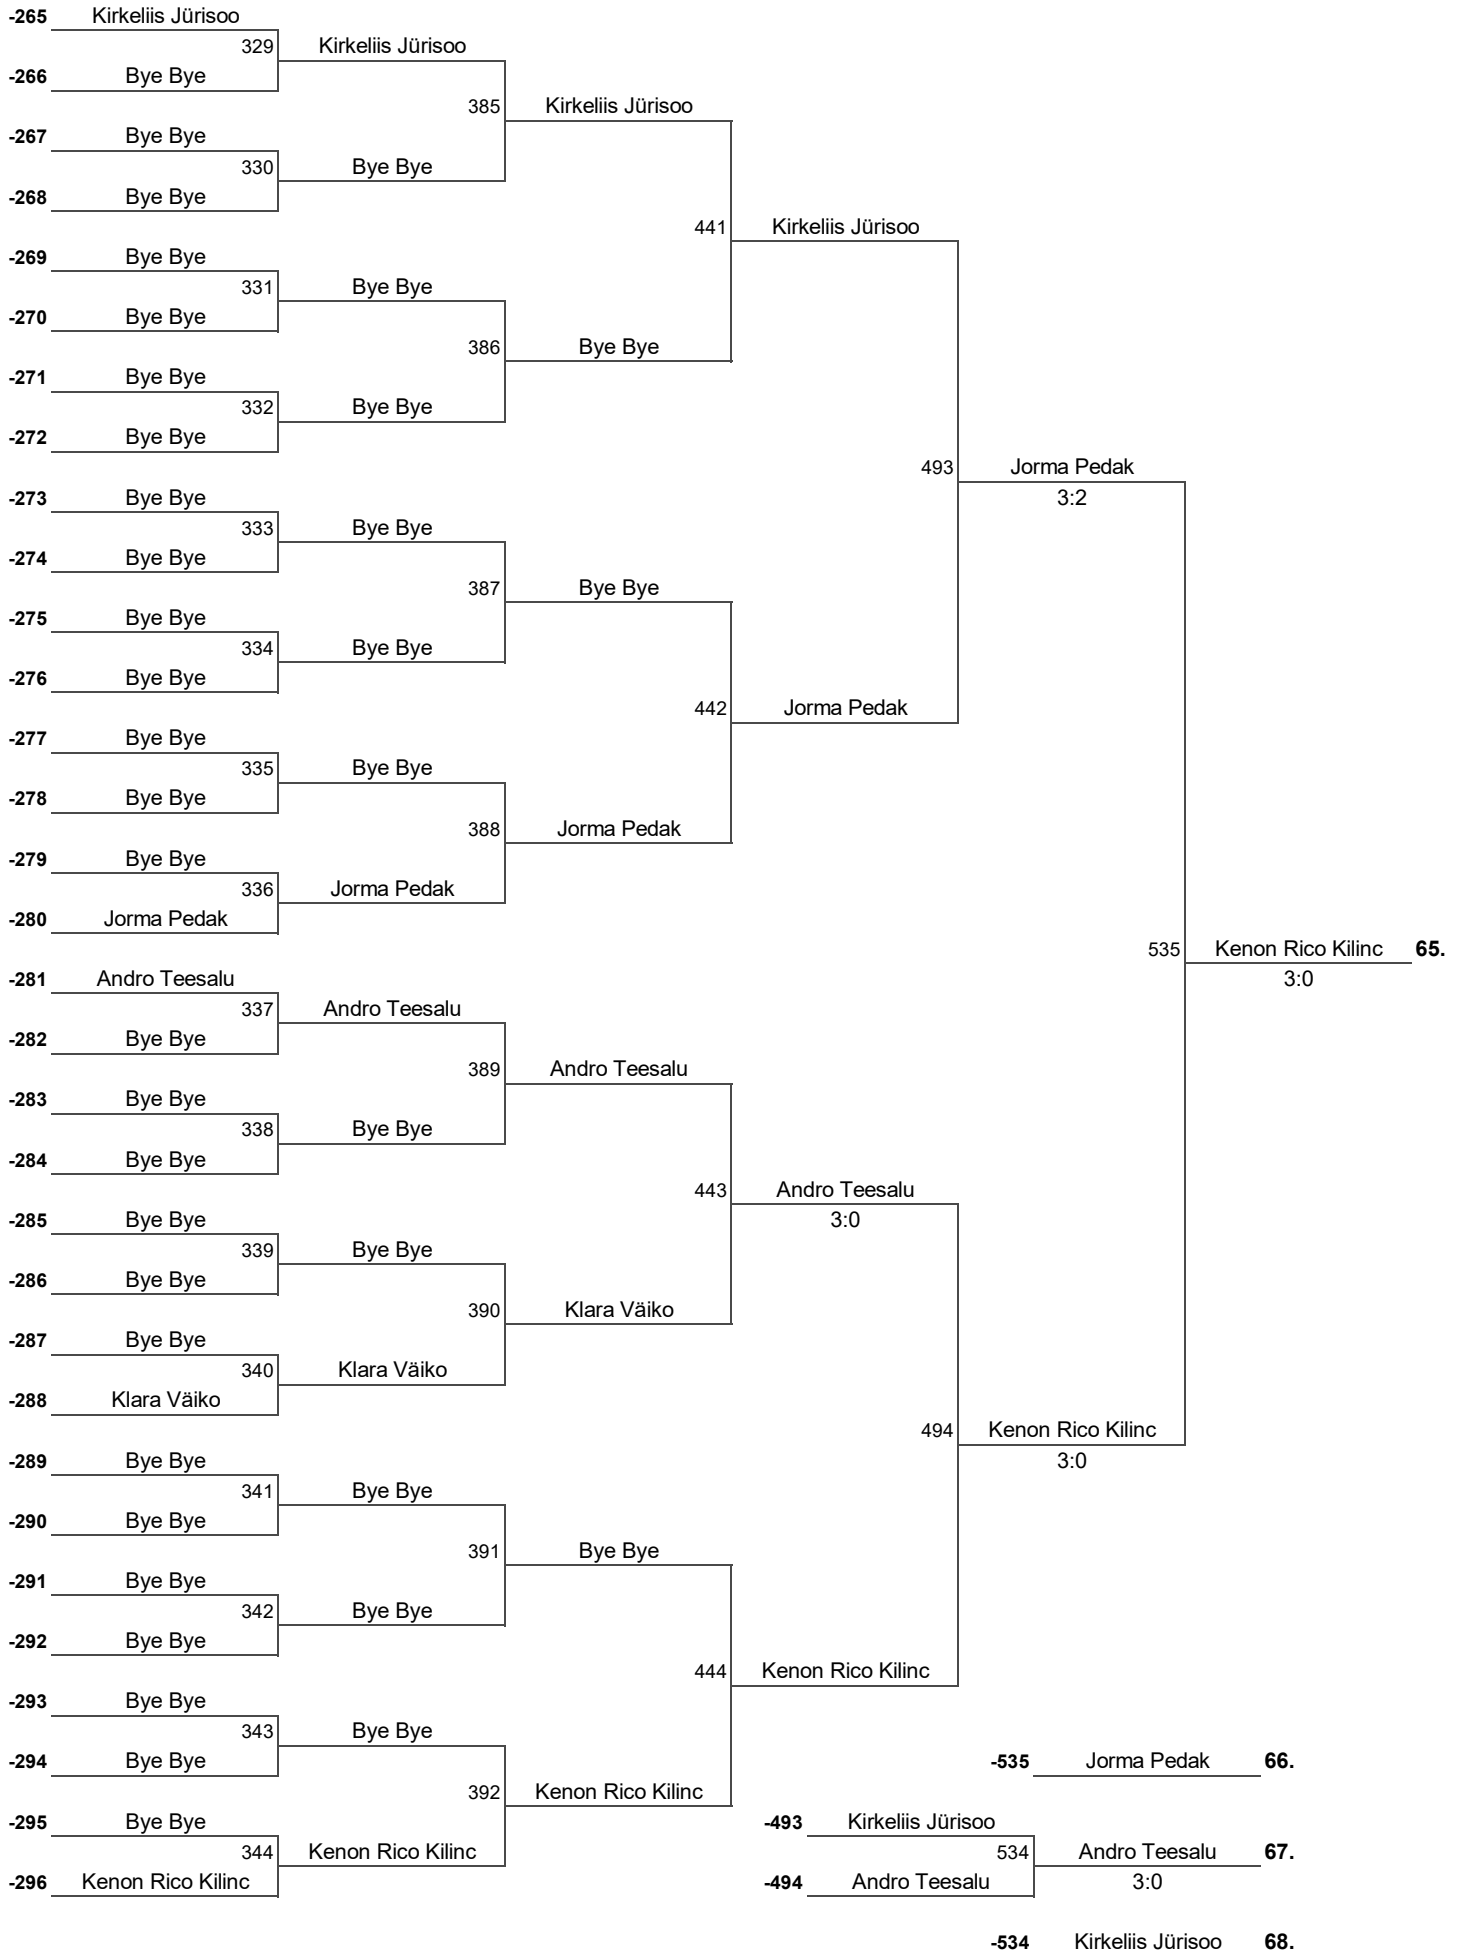 -265 Kirkeliis Jürisoo
329 Kirkeliis Jürisoo
-266 Bye Bye
385 Kirkeliis Jürisoo
-267 Bye Bye
330 Bye Bye
-268 Bye Bye
441 Kirkeliis Jürisoo
-269 Bye Bye
331 Bye Bye
-270 Bye Bye
386 Bye Bye
-271 Bye Bye
332 Bye Bye
-272 Bye Bye
493 Jorma Pedak
3:2
-273 Bye Bye
333 Bye Bye
-274 Bye Bye
387 Bye Bye
-275 Bye Bye
334 Bye Bye
-276 Bye Bye
442 Jorma Pedak
-277 Bye Bye
335 Bye Bye
-278 Bye Bye
388 Jorma Pedak
-279 Bye Bye
336 Jorma Pedak
-280 Jorma Pedak
535 Kenon Rico Kilinc 65.
3:0
-281 Andro Teesalu
337 Andro Teesalu
-282 Bye Bye
389 Andro Teesalu
-283 Bye Bye
338 Bye Bye
-284 Bye Bye
443 Andro Teesalu
3:0
-285 Bye Bye
339 Bye Bye
-286 Bye Bye
390 Klara Väiko
-287 Bye Bye
340 Klara Väiko
-288 Klara Väiko
494 Kenon Rico Kilinc
3:0
-289 Bye Bye
341 Bye Bye
-290 Bye Bye
391 Bye Bye
-291 Bye Bye
342 Bye Bye
-292 Bye Bye
444 Kenon Rico Kilinc
-293 Bye Bye
343 Bye Bye
-294 Bye Bye
-535 Jorma Pedak 66.
392 Kenon Rico Kilinc
-295 Bye Bye
-493 Kirkeliis Jürisoo
344 Kenon Rico Kilinc
534 Andro Teesalu 67.
3:0
-296 Kenon Rico Kilinc
-494 Andro Teesalu
-534 Kirkeliis Jürisoo 68.